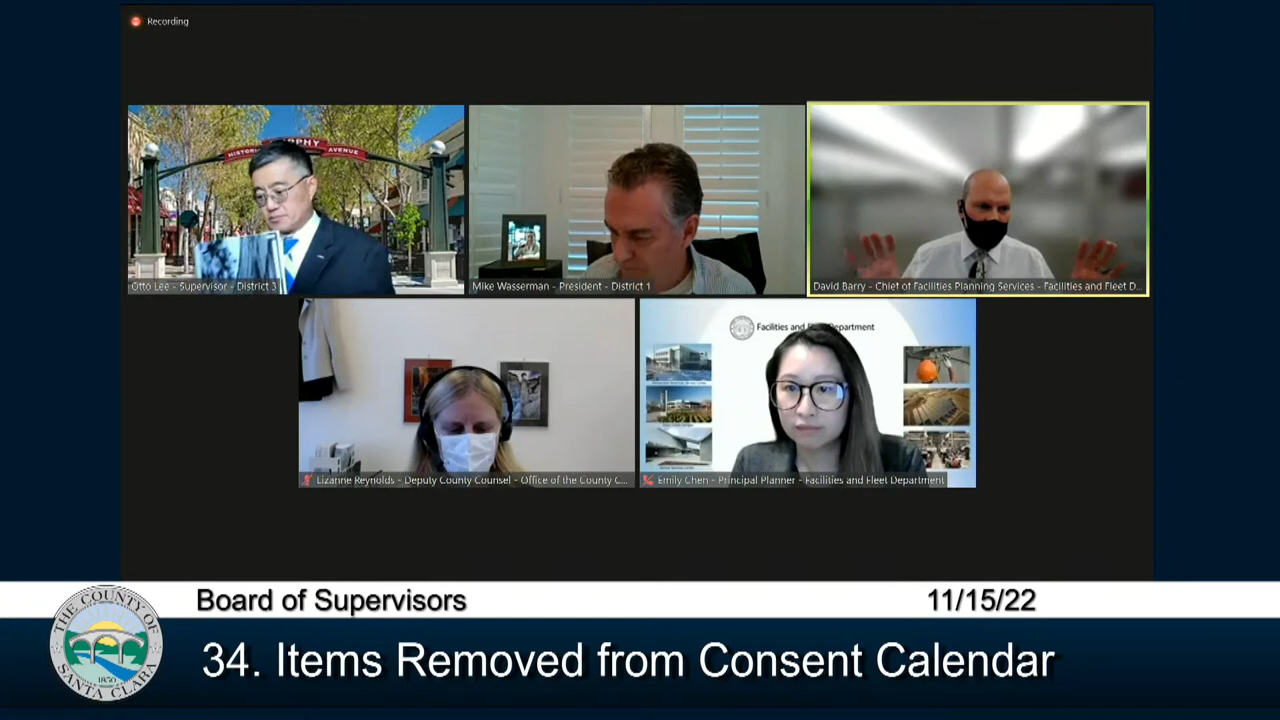 Recording
HISTORIC MURPHY AVENUE
Otto Lee - Supervisor - District 3
Mike Wasserman - President - District 1
David Barry - Chief of Facilities Planning Services - Facilities and Fleet D...
Facilities and Fleet Department
Lizanne Reynolds - Deputy County Counsel - Office of the County C...
Emily Chen - Principal Planner - Facilities and Fleet Department
Board of Supervisors
11/15/22
THE COUNTY OF SANTA CLARA
1850
34. Items Removed from Consent Calendar